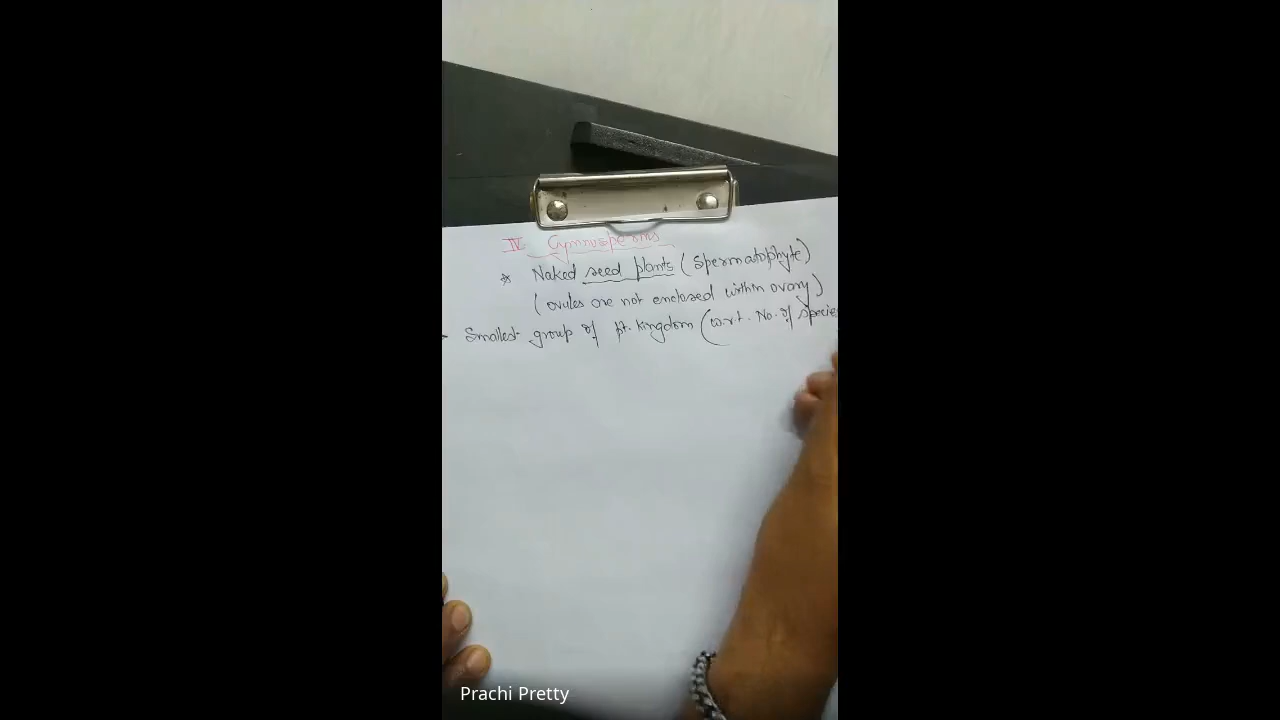 IV Gymnosperms
* Naked seed plants (Spermatophyte)
(ovules are not enclosed within ovary)
Smallest group of pt. kingdom (w.r.t. No. of species
Prachi Pretty